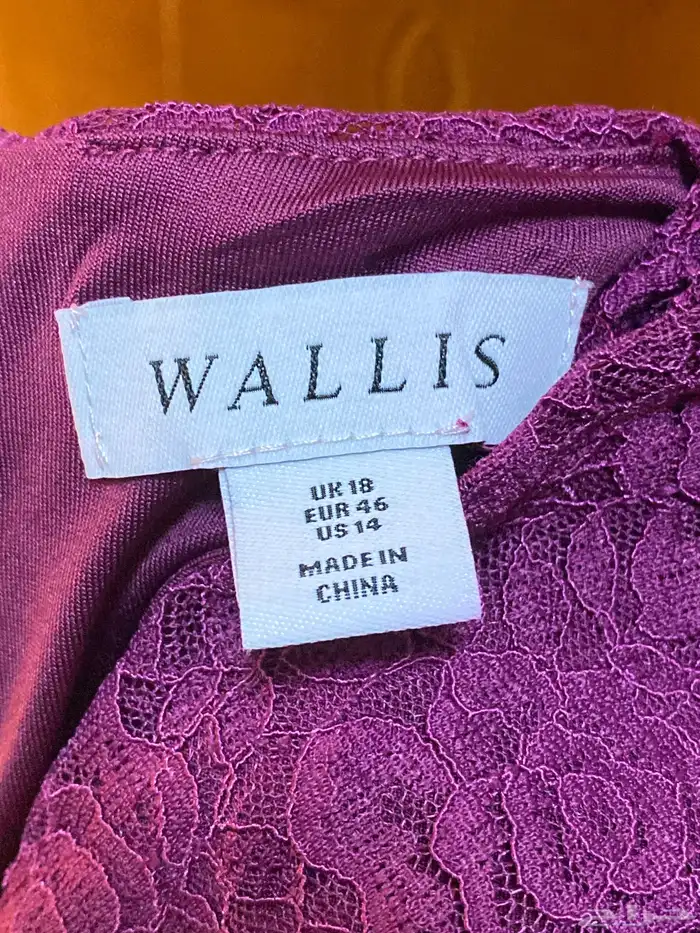 WALLIS
UK 18
EUR 46
US 14
MADE IN
CHINA